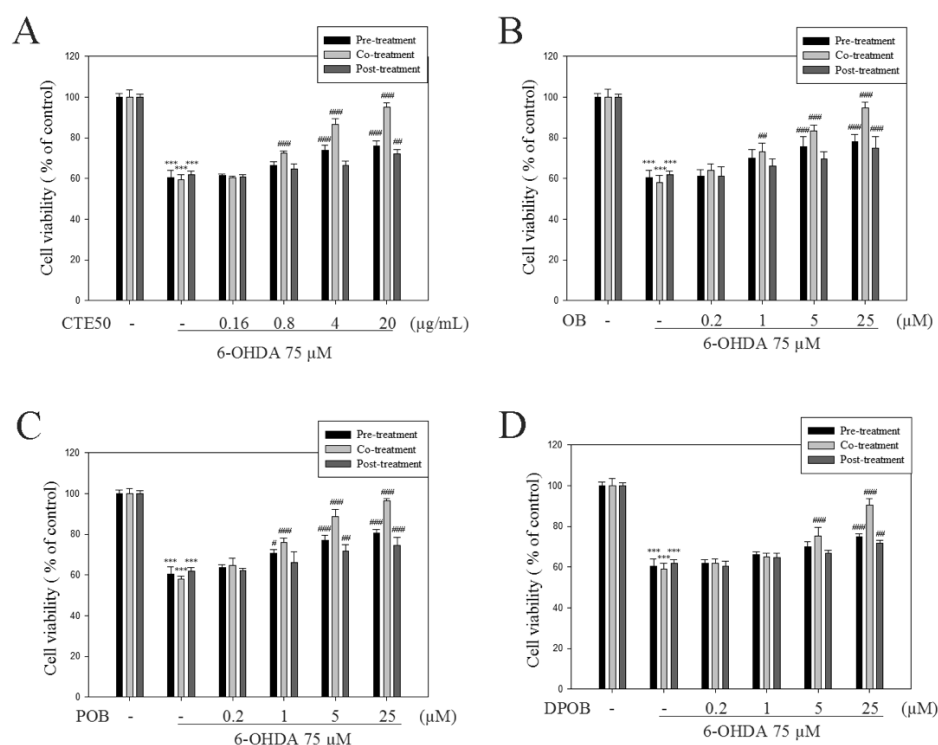 A
Pre-treatment
Co-treatment
Post-treatment
Cell viability ( % of control)
120
100
80
60
40
20
0
*** *** ***
###
### ###
### ### ##
CTE50 - - 0.16 0.8 4 20 (µg/mL)
6-OHDA 75 µM
B
Pre-treatment
Co-treatment
Post-treatment
Cell viability ( % of control)
120
100
80
60
40
20
0
*** *** ***
##
### ###
### ### ###
OB - - 0.2 1 5 25 (µM)
6-OHDA 75 µM
C
Pre-treatment
Co-treatment
Post-treatment
Cell viability ( % of control)
120
100
80
60
40
20
0
*** *** ***
# ###
### ### ##
### ### ###
POB - - 0.2 1 5 25 (µM)
6-OHDA 75 µM
D
Pre-treatment
Co-treatment
Post-treatment
Cell viability ( % of control)
120
100
80
60
40
20
0
*** *** ***
###
### ### ##
DPOB - - 0.2 1 5 25 (µM)
6-OHDA 75 µM